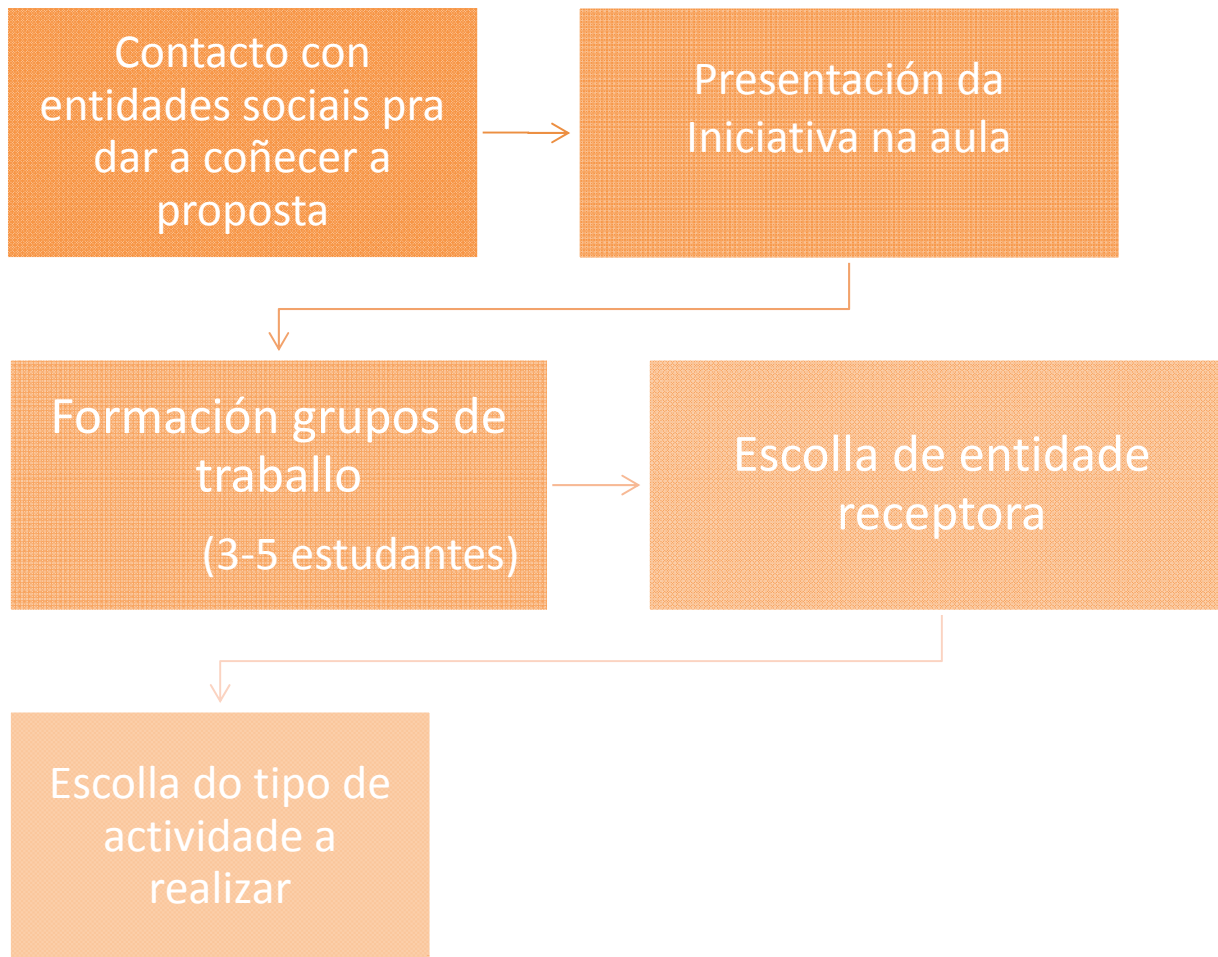 Contacto con
entidades sociais pra
dar a coñecer a
proposta
Presentación da
Iniciativa na aula
Formación grupos de
traballo
(3-5 estudantes)
Escolla de entidade
receptora
Escolla do tipo de
actividade a
realizar